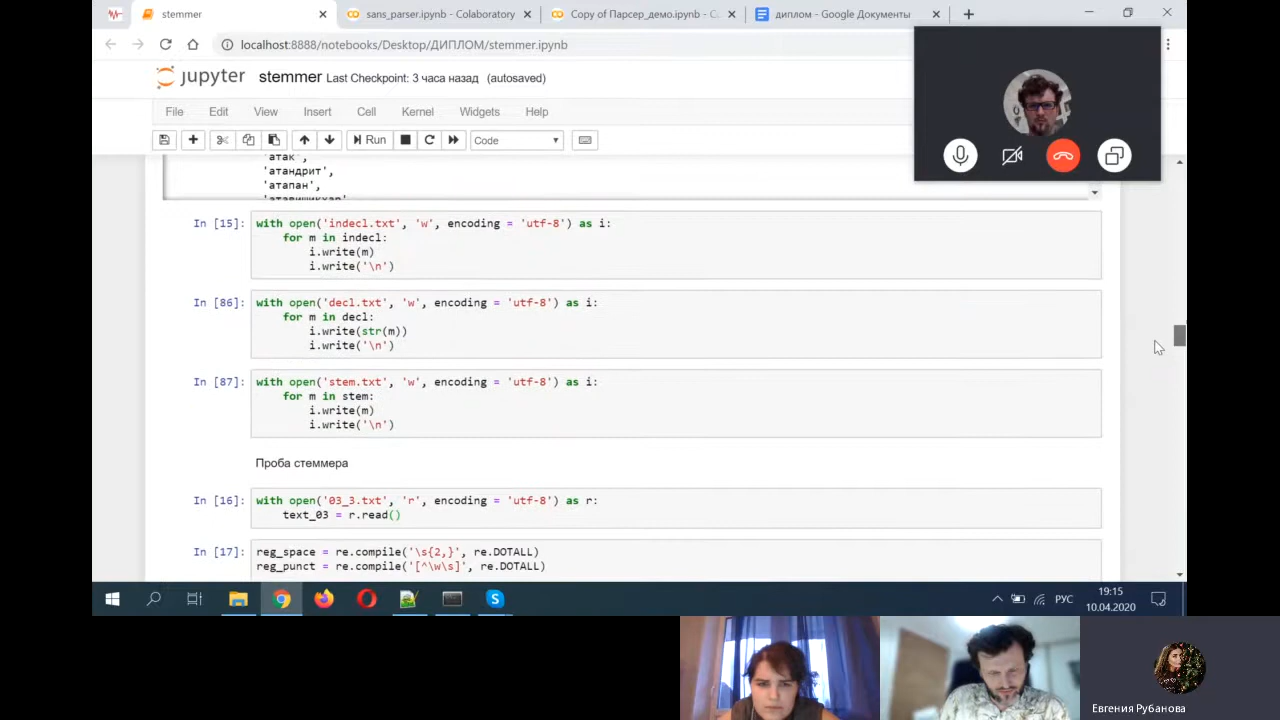 stemmer
sans_parser.ipynb - Colaboratory
Copy of Парсер_демо.ipynb - C
диплом - Google Документы
localhost:8888/notebooks/Desktop/ДИПЛОМ/stemmer.ipynb
jupyter stemmer Last Checkpoint: 3 часа назад (autosaved)
File Edit View Insert Cell Kernel Widgets Help
Run Code
'атак',
'атандрит',
'атапан',
In [15]: with open('indecl.txt', 'w', encoding = 'utf-8') as i:
for m in indecl:
i.write(m)
i.write('\n')
In [86]: with open('decl.txt', 'w', encoding = 'utf-8') as i:
for m in decl:
i.write(str(m))
i.write('\n')
In [87]: with open('stem.txt', 'w', encoding = 'utf-8') as i:
for m in stem:
i.write(m)
i.write('\n')
Проба стеммера
In [16]: with open('03_3.txt', 'r', encoding = 'utf-8') as r:
text_03 = r.read()
In [17]: reg_space = re.compile('\s{2,}', re.DOTALL)
reg_punct = re.compile('[^\w\s]', re.DOTALL)
РУС
19:15
10.04.2020
Евгения Рубанова